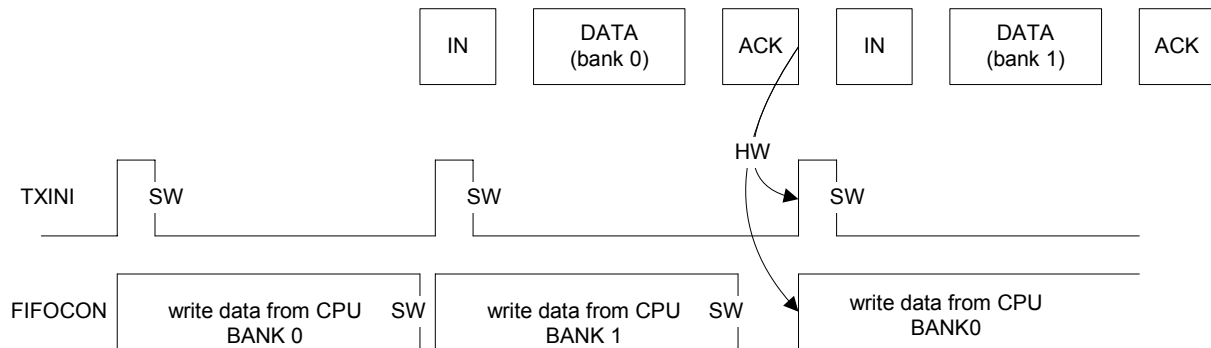 IN
DATA
(bank 0)
ACK
IN
DATA
(bank 1)
ACK
HW
TXINI
SW
SW
SW
FIFOCON
write data from CPU
BANK 0
SW
write data from CPU
BANK 1
SW
write data from CPU
BANK0